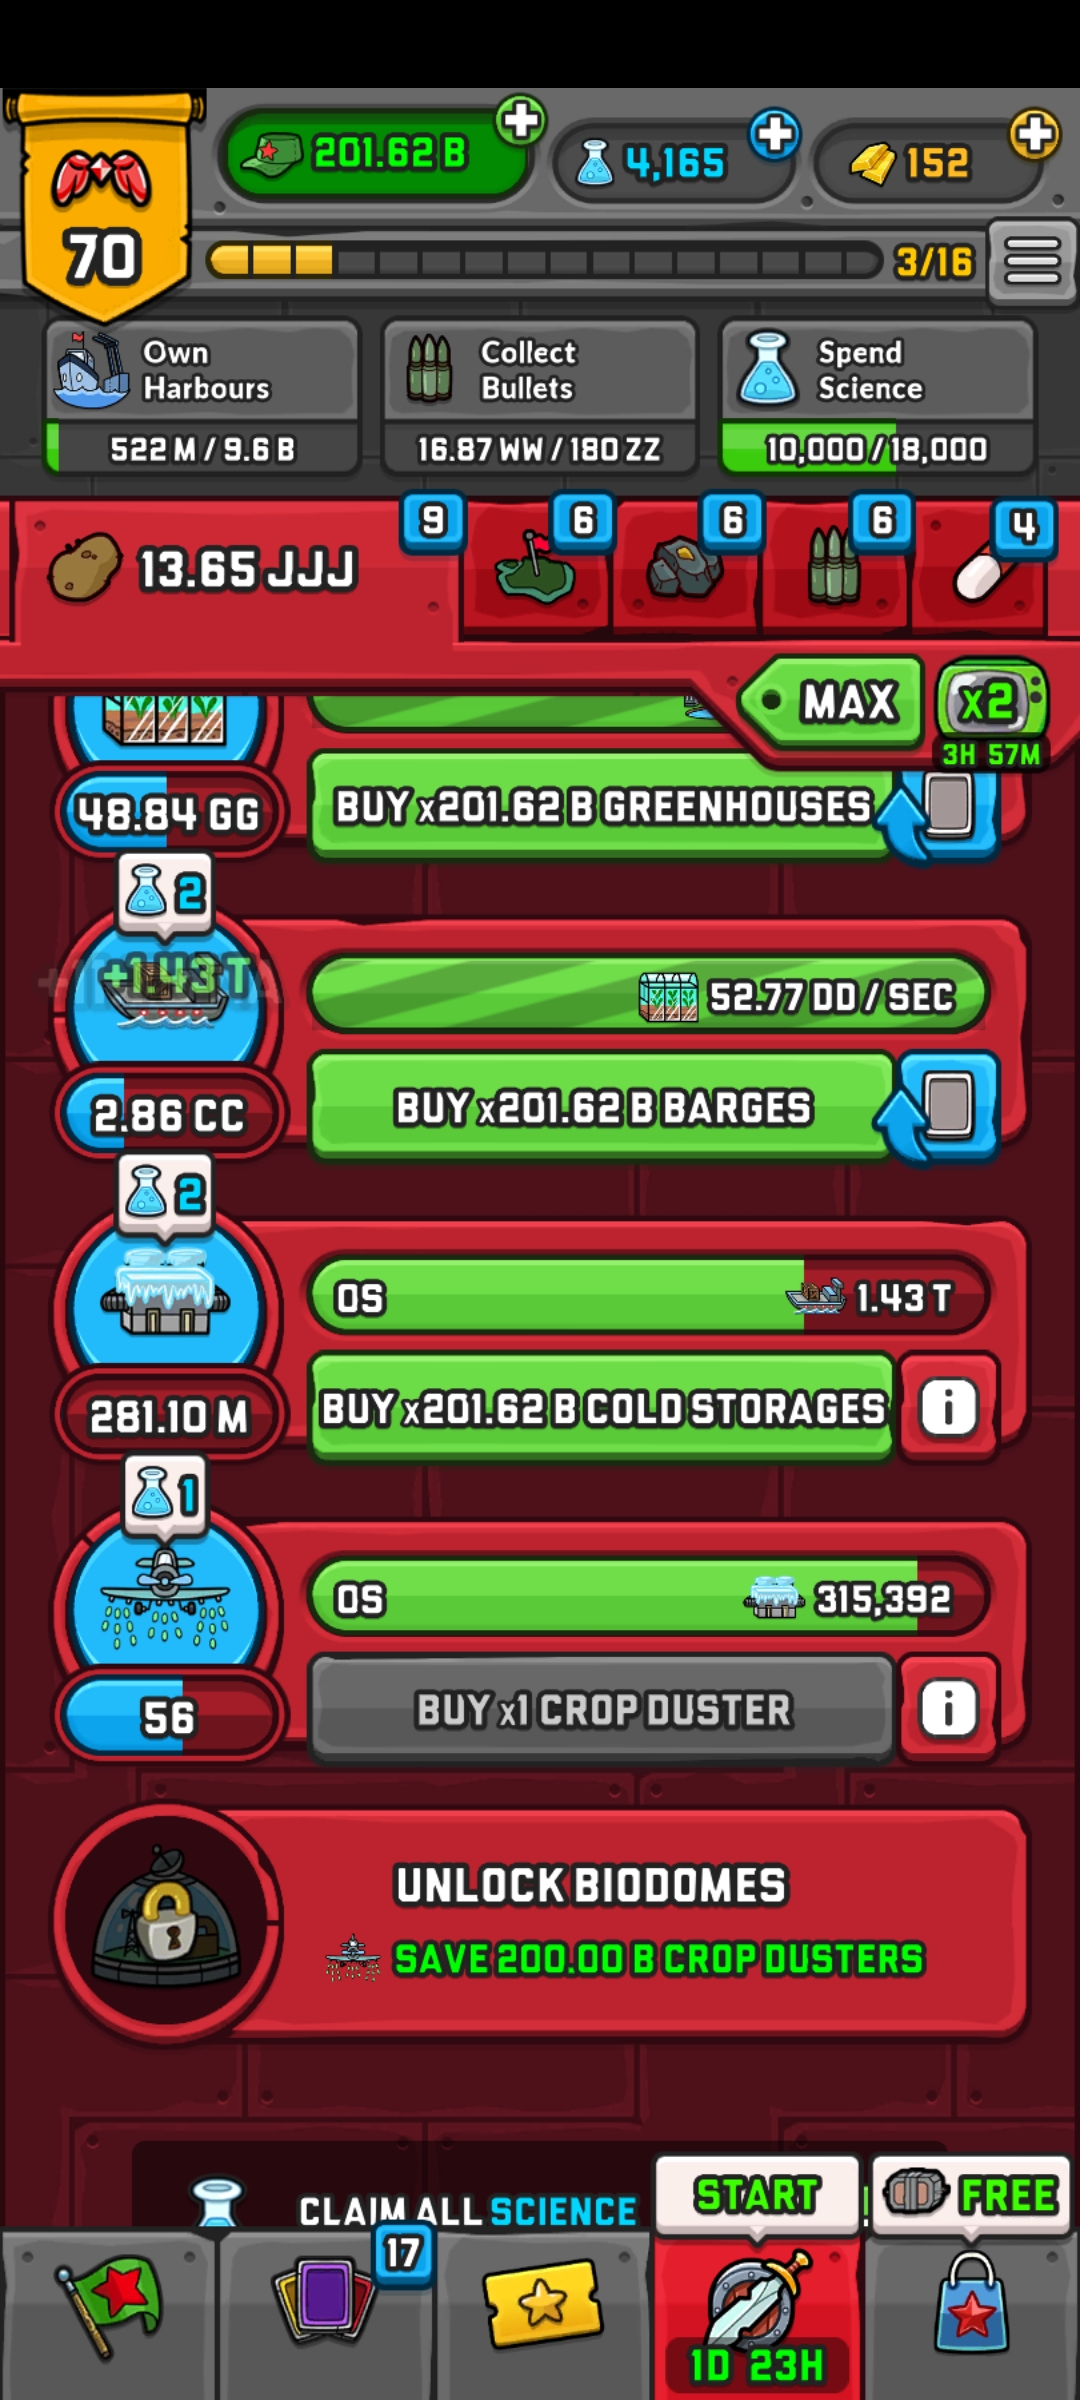 201.62 B
4,165
152
70
3/16
Own
Harbours
522 M / 9.6 B
Collect
Bullets
16.87 WW / 180 ZZ
Spend
Science
10,000 / 18,000
13.65 JJJ
9
6
6
6
4
MAX
x2
3H 57M
48.84 GG
BUY x201.62 B GREENHOUSES
2
+1.43 T
52.77 DD / SEC
2.86 CC
BUY x201.62 B BARGES
2
0S
1.43 T
281.10 M
BUY x201.62 B COLD STORAGES
i
1
0S
315,392
56
BUY x1 CROP DUSTER
i
UNLOCK BIODOMES
SAVE 200.00 B CROP DUSTERS
CLAIM ALL SCIENCE
START
FREE
17
1D 23H